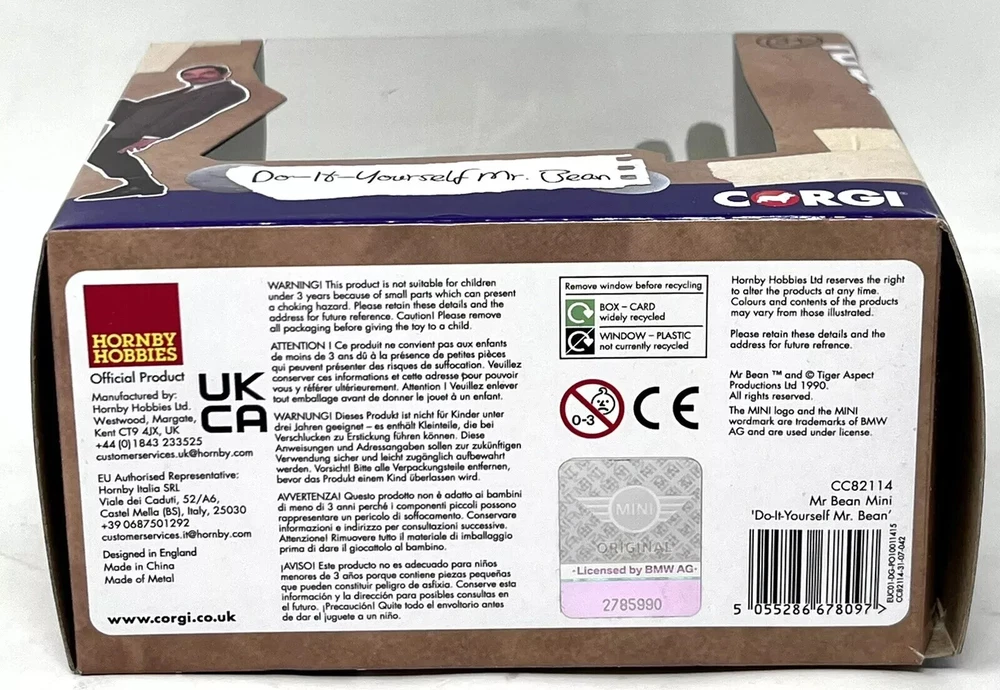 Do-It-Yourself Mr. Bean
CORGI
HORNBY
HOBBIES
Official Product
Manufactured by:
Hornby Hobbies Ltd.
Westwood, Margate,
Kent CT9 4JX, UK
+44 (0)1843 233525
customerservices.uk@hornby.com
EU Authorised Representative:
Hornby Italia SRL
Viale dei Caduti, 52/A6,
Castel Mella (BS), Italy, 25030
+39 0687501292
customerservices.it@hornby.com
Designed in England
Made in China
Made of Metal
www.corgi.co.uk
UK
CA
WARNING! This product is not suitable for children
under 3 years because of small parts which can present
a choking hazard. Please retain these details and the
address for future reference. Caution! Please remove
all packaging before giving the toy to a child.
ATTENTION ! Ce produit ne convient pas aux enfants
de moins de 3 ans dû à la présence de petites pièces
qui peuvent présenter des risques de suffocation. Veuillez
conserver ces informations et cette adresse pour pouvoir
vous y référer ultérieurement. Attention ! Veuillez enlever
tout emballage avant de donner le jouet à un enfant.
WARNUNG! Dieses Produkt ist nicht für Kinder unter
drei Jahren geeignet – es enthält Kleinteile, die bei
Verschlucken zu Erstickung führen können. Diese
Anweisungen und Adressangaben sollen zur zukünftigen
Verwendung sicher und leicht zugänglich aufbewahrt
werden. Vorsicht! Bitte alle Verpackungsteile entfernen,
bevor das Produkt einem Kind überlassen wird.
AVVERTENZA! Questo prodotto non è adatto ai bambini
di meno di 3 anni perché i componenti piccoli possono
rappresentare un pericolo di soffocamento. Conservare
informazioni e indirizzo per consultazioni successive.
Attenzione! Rimuovere tutto il materiale di imballaggio
prima di dare il giocattolo al bambino.
¡AVISO! Este producto no es adecuado para niños
menores de 3 años porque contiene piezas pequeñas
que pueden constituir peligro de asfixia. Conserve esta
información y la dirección para posibles consultas en
el futuro. ¡Precaución! Quite todo el envoltorio antes
de dar el juguete a un niño.
Remove window before recycling
BOX – CARD
widely recycled
WINDOW – PLASTIC
not currently recycled
0-3
CE
MINI
ORIGINAL
·Licensed by BMW AG·
2785990
Hornby Hobbies Ltd reserves the right
to alter the products at any time.
Colours and contents of the products
may vary from those illustrated.
Please retain these details and the
address for future refrence.
Mr Bean ™ and © Tiger Aspect
Productions Ltd 1990.
All rights reserved.
The MINI logo and the MINI
wordmark are trademarks of BMW
AG and are used under license.
CC82114
Mr Bean Mini
'Do-It-Yourself Mr. Bean'
5 055286 678097 >
EUC01-DG-PO10011415
CC82114-31-07-042